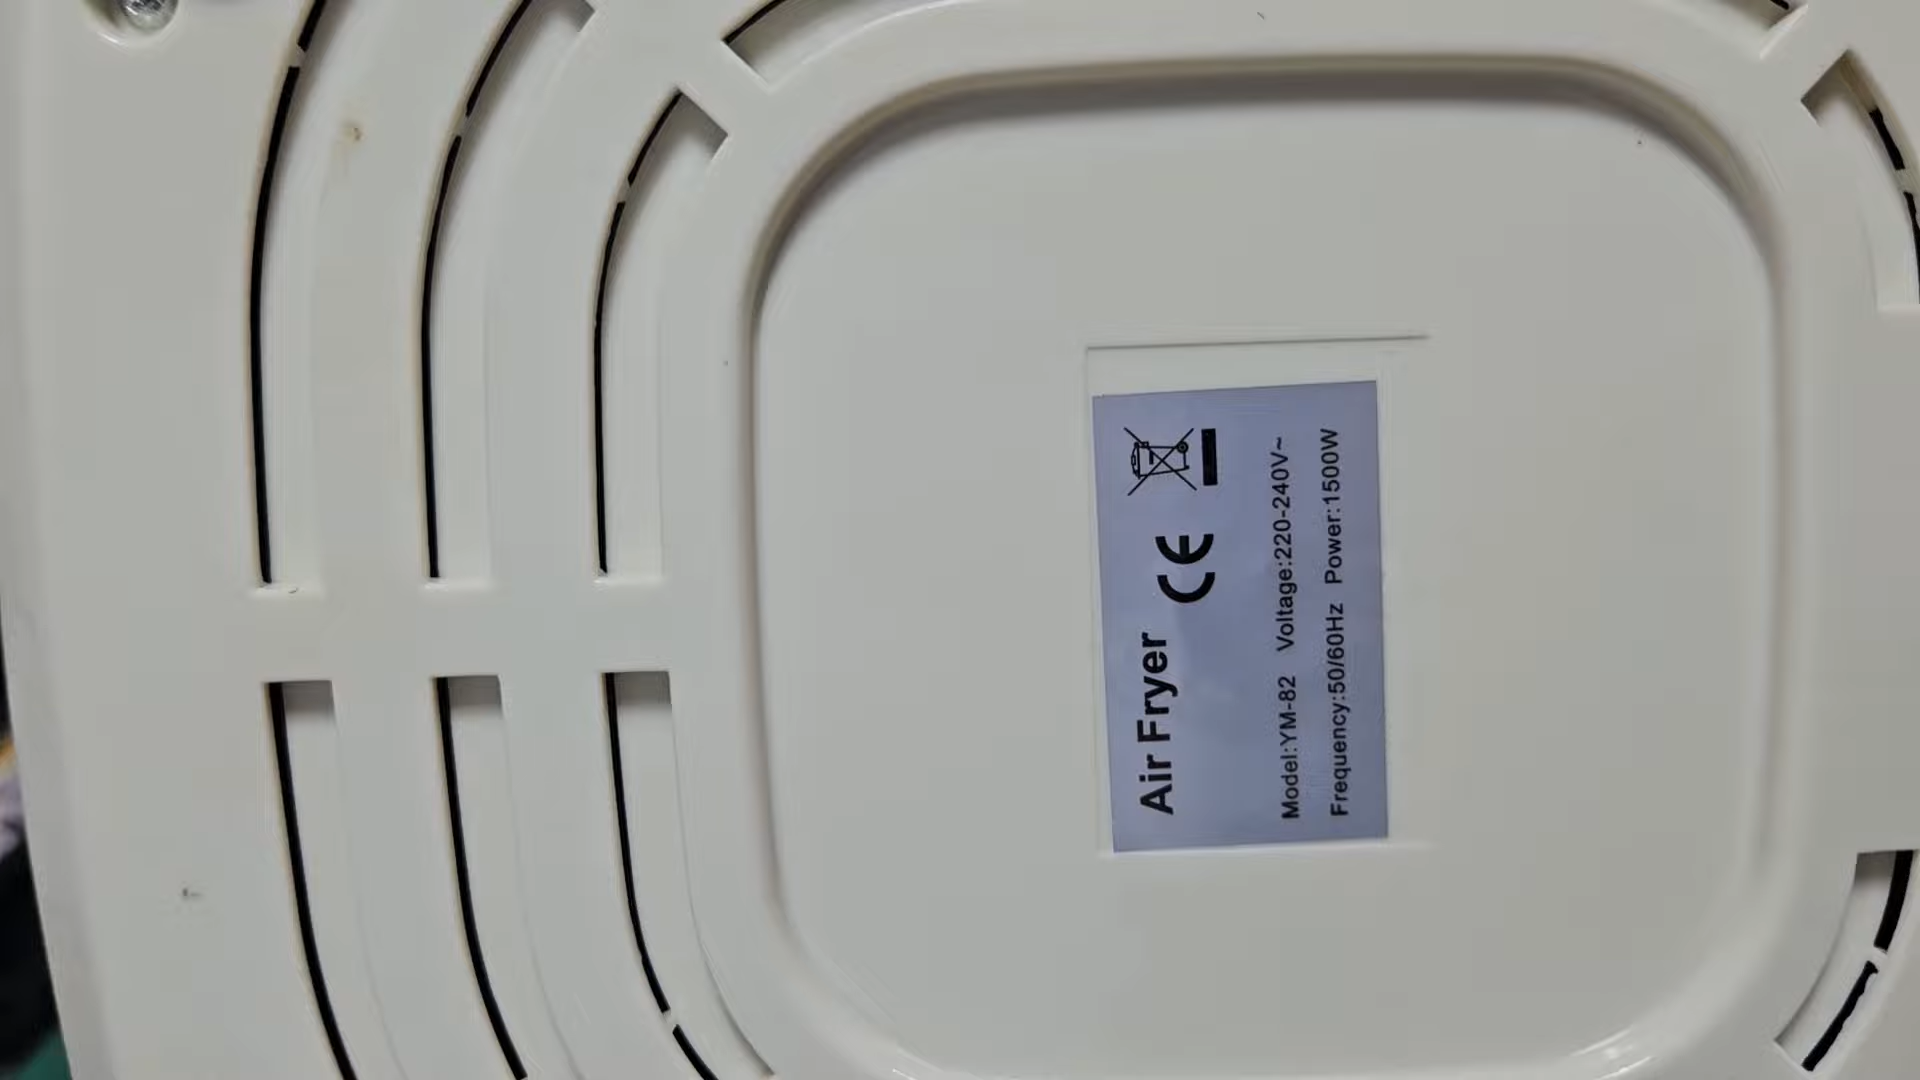 Air Fryer CE
Model:YM-82 Voltage:220-240V~
Frequency:50/60Hz Power:1500W